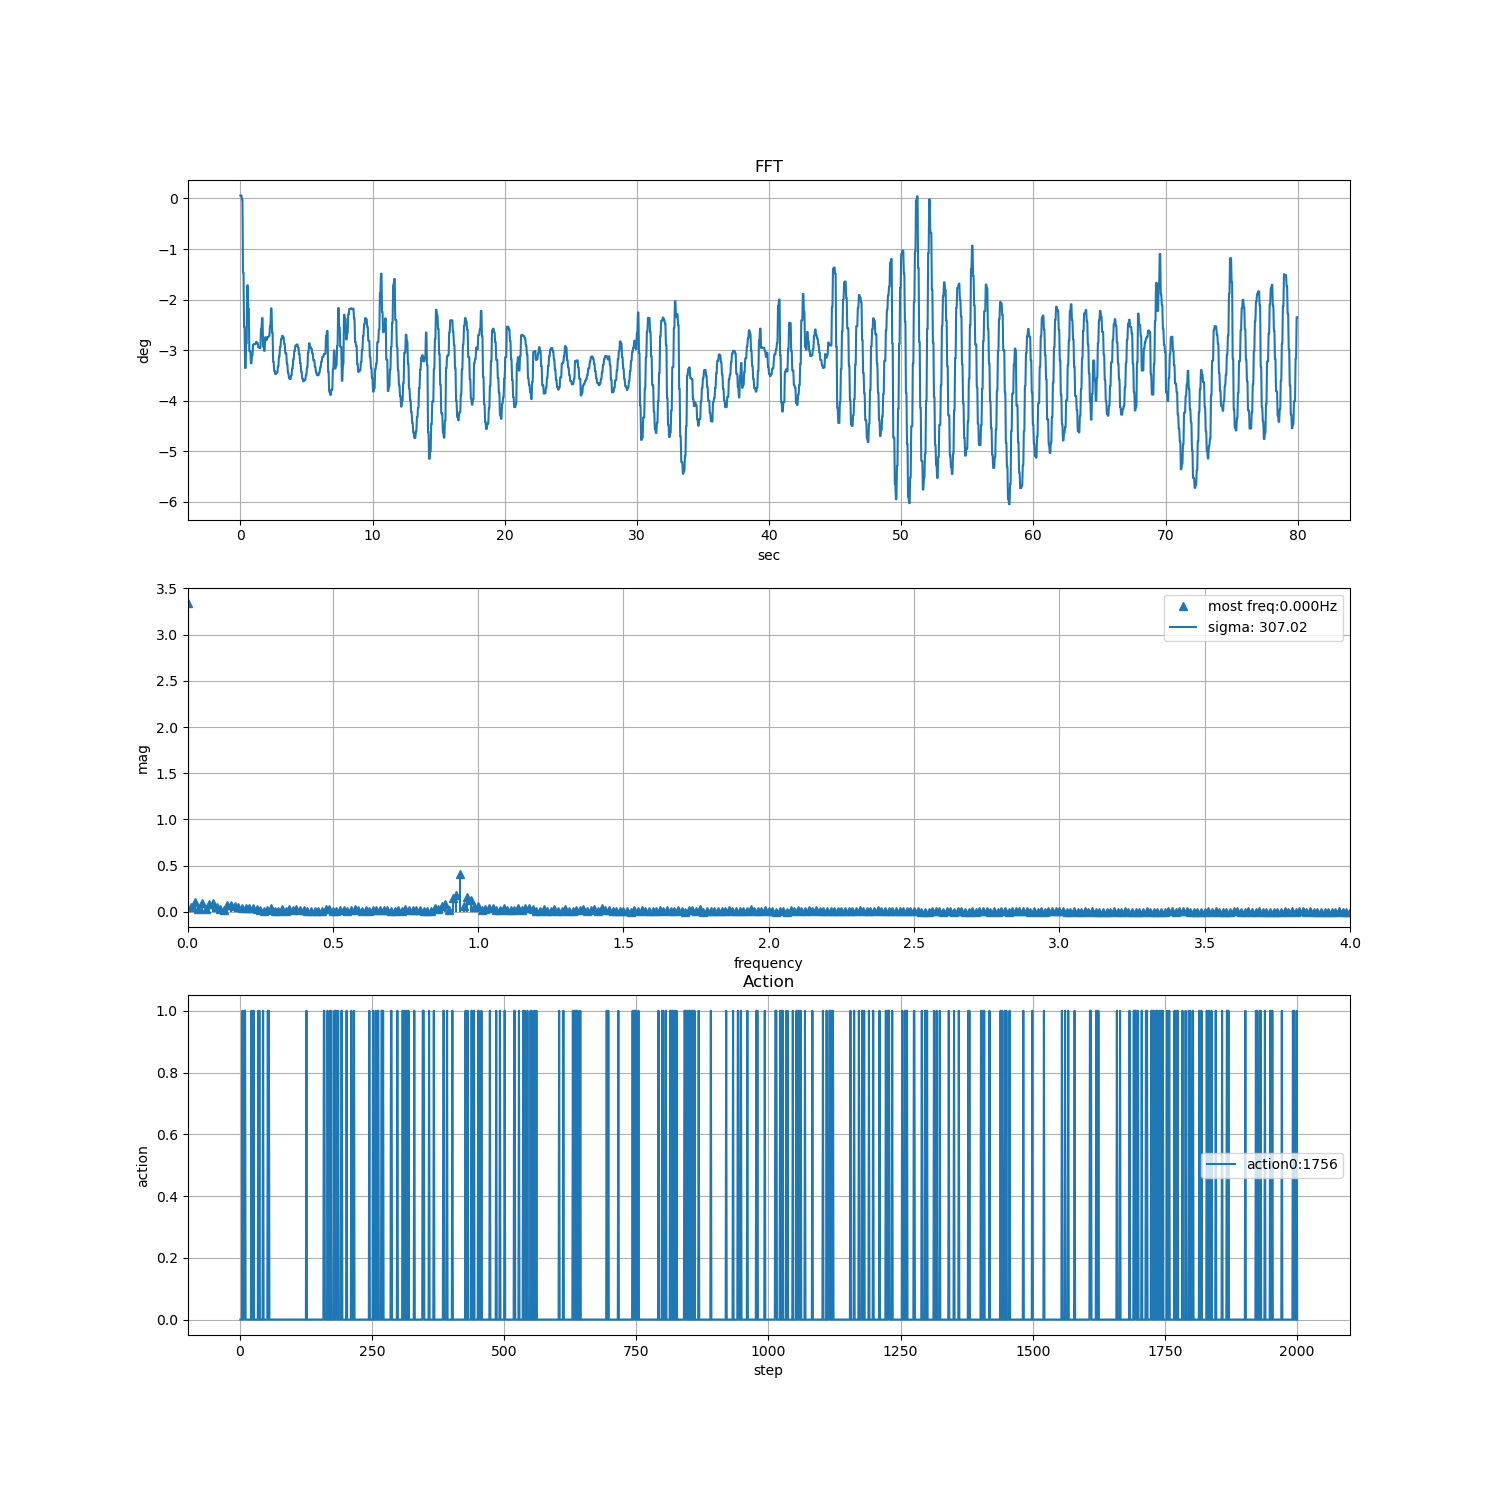 FFT
0
−1
−2
−3
−4
−5
−6
deg
0 10 20 30 40 50 60 70 80
sec
3.5
3.0
2.5
2.0
1.5
1.0
0.5
0.0
mag
most freq:0.000Hz
sigma: 307.02
0.0 0.5 1.0 1.5 2.0 2.5 3.0 3.5 4.0
frequency
Action
1.0
0.8
0.6
0.4
0.2
0.0
action
action0:1756
0 250 500 750 1000 1250 1500 1750 2000
step